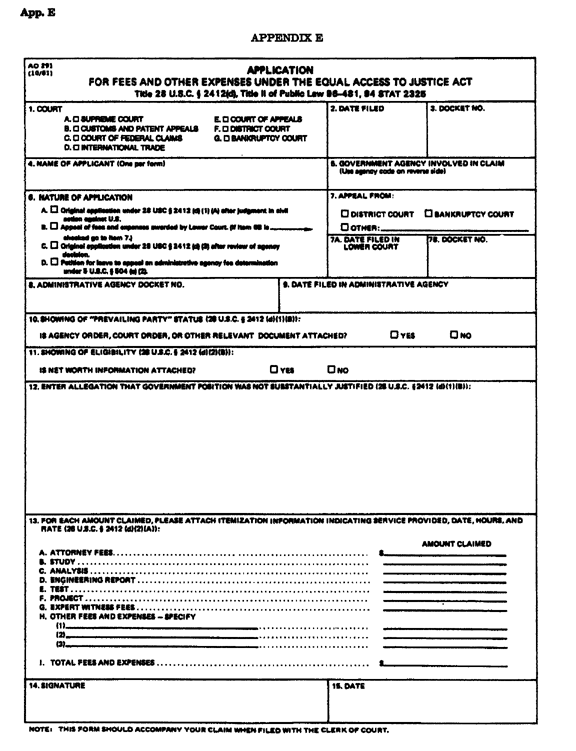 App. E
APPENDIX E
AO 291
(10/81)
APPLICATION
FOR FEES AND OTHER EXPENSES UNDER THE EQUAL ACCESS TO JUSTICE ACT
Title 28 U.S.C. § 2412(d), Title II of Public Law 96-481, 94 STAT 2325
1. COURT
A. □ SUPREME COURT
B. □ CUSTOMS AND PATENT APPEALS
C. □ COURT OF FEDERAL CLAIMS
D. □ INTERNATIONAL TRADE
E. □ COURT OF APPEALS
F. □ DISTRICT COURT
G. □ BANKRUPTCY COURT
2. DATE FILED
3. DOCKET NO.
4. NAME OF APPLICANT (One per form)
5. GOVERNMENT AGENCY INVOLVED IN CLAIM
(Use agency code on reverse side)
6. NATURE OF APPLICATION
A. □ Original application under 28 USC § 2412 (d) (1) (A) after judgment in civil
action against U.S.
B. □ Appeal of fees and expenses awarded by Lower Court. (If item 6B is
checked go to Item 7.)
C. □ Original application under 28 USC § 2412 (d) (3) after review of agency
decision.
D. □ Petition for leave to appeal an administrative agency fee determination
under 5 U.S.C. § 504 (c) (2).
7. APPEAL FROM:
□ DISTRICT COURT □ BANKRUPTCY COURT
□ OTHER:
7A. DATE FILED IN
LOWER COURT
7B. DOCKET NO.
8. ADMINISTRATIVE AGENCY DOCKET NO.
9. DATE FILED IN ADMINISTRATIVE AGENCY
10. SHOWING OF "PREVAILING PARTY" STATUS (28 U.S.C. § 2412 (d)(1)(B)):
IS AGENCY ORDER, COURT ORDER, OR OTHER RELEVANT DOCUMENT ATTACHED? □ YES □ NO
11. SHOWING OF ELIGIBILITY (28 U.S.C. § 2412 (d)(2)(B)):
IS NET WORTH INFORMATION ATTACHED? □ YES □ NO
12. ENTER ALLEGATION THAT GOVERNMENT POSITION WAS NOT SUBSTANTIALLY JUSTIFIED (28 U.S.C. § 2412 (d)(1)(B)):
13. FOR EACH AMOUNT CLAIMED, PLEASE ATTACH ITEMIZATION INFORMATION INDICATING SERVICE PROVIDED, DATE, HOURS, AND
RATE (28 U.S.C. § 2412 (d)(2)(A)):
AMOUNT CLAIMED
A. ATTORNEY FEES $
B. STUDY
C. ANALYSIS
D. ENGINEERING REPORT
E. TEST
F. PROJECT
G. EXPERT WITNESS FEES
H. OTHER FEES AND EXPENSES – SPECIFY
(1)
(2)
(3)
I. TOTAL FEES AND EXPENSES $
14. SIGNATURE
15. DATE
NOTE: THIS FORM SHOULD ACCOMPANY YOUR CLAIM WHEN FILED WITH THE CLERK OF COURT.